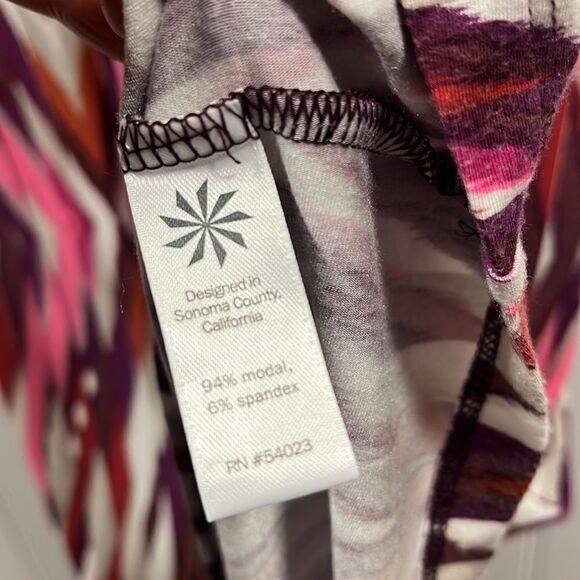 Designed in
Sonoma County,
California
94% modal,
6% spandex
RN #54023